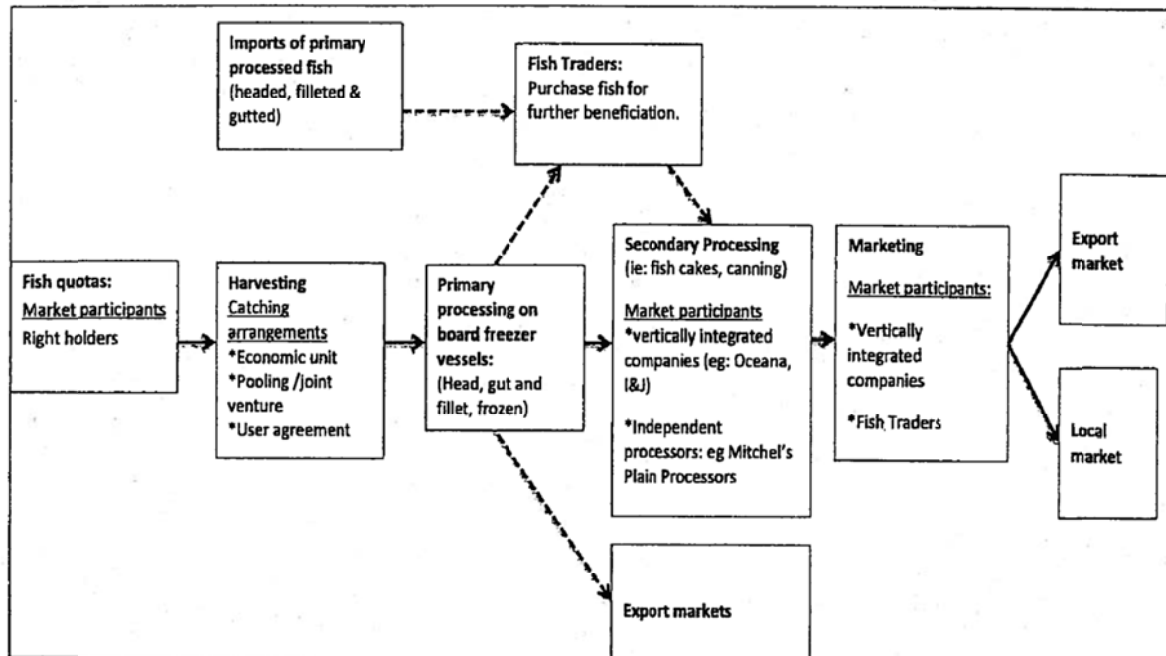 Imports of primary
processed fish
(headed, filleted &
gutted)
Fish Traders:
Purchase fish for
further beneficiation.
Fish quotas:
Market participants
Right holders
Harvesting
Catching
arrangements
*Economic unit
*Pooling /joint
venture
*User agreement
Primary
processing on
board freezer
vessels:
(Head, gut and
fillet, frozen)
Secondary Processing
(ie: fish cakes, canning)
Market participants
*vertically integrated
companies (eg: Oceana,
I&J)
*Independent
processors: eg Mitchel's
Plain Processors
Marketing
Market participants:
*Vertically
integrated
companies
*Fish Traders
Export
market
Local
market
Export markets